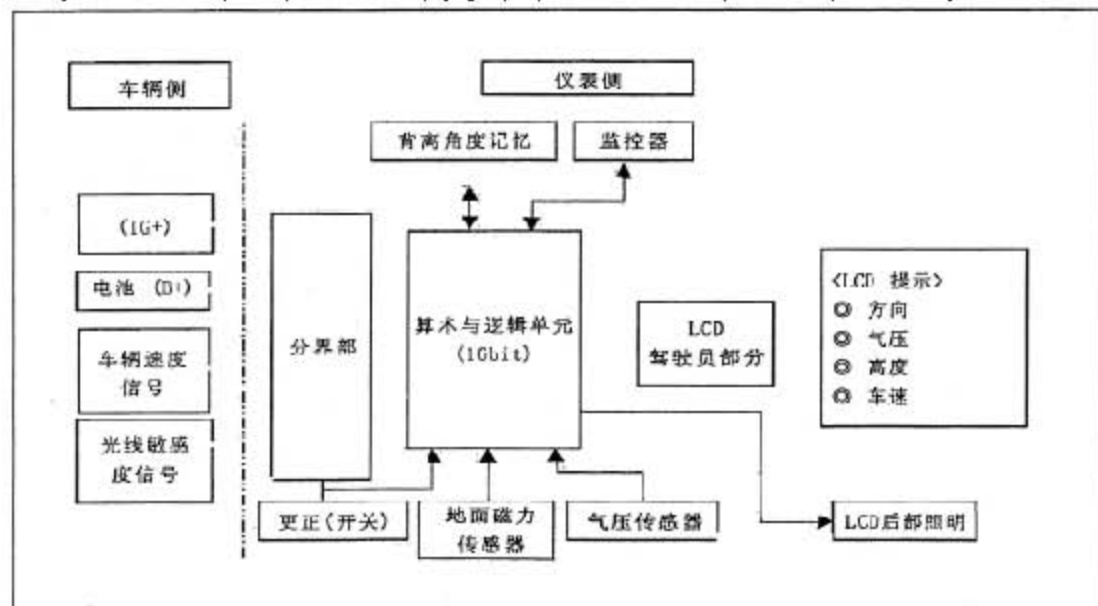 车辆侧
仪表侧
背离角度记忆
监控器
(IG+)
电池 (B+)
车辆速度
信号
光线敏感
度信号
分界部
算术与逻辑单元
(1Gbit)
LCD
驾驶员部分
<LCD 提示>
◎ 方向
◎ 气压
◎ 高度
◎ 车速
更正(开关)
地面磁力
传感器
气压传感器
LCD后部照明